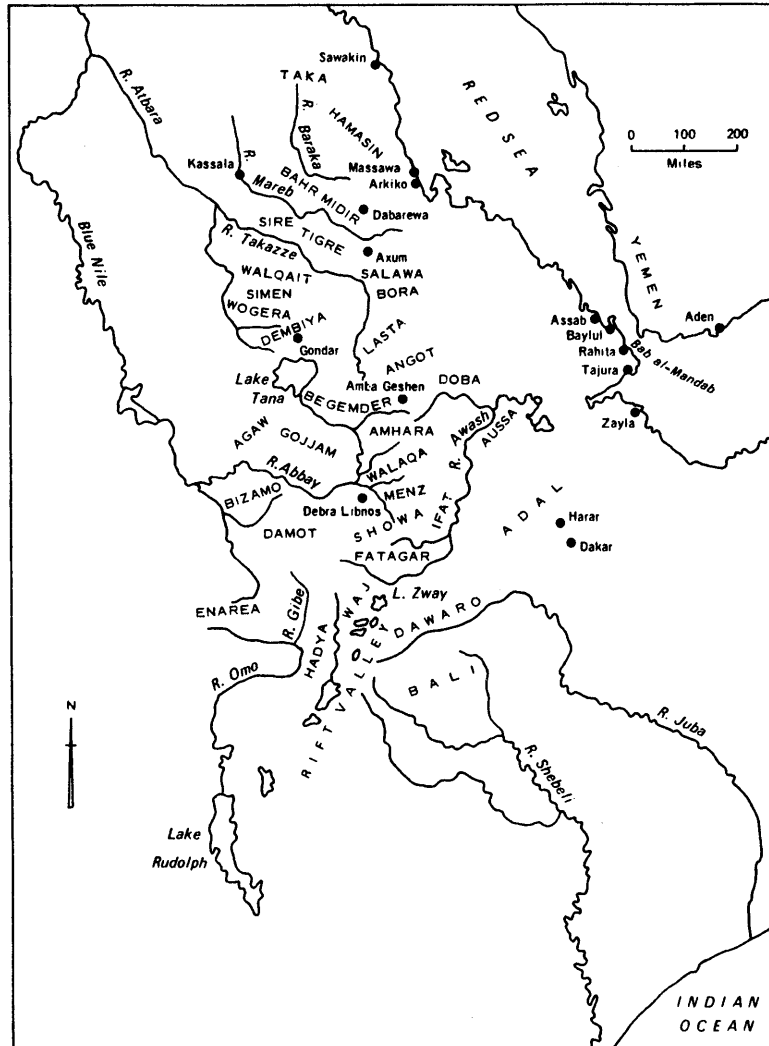 Sawakin
TAKA
R. Atbara
RED SEA
R. Baraka
HAMASIN
0 100 200
Miles
Kassala
R. Mareb
Massawa
Arkiko
BAHR MIDIR
Dabarewa
Blue Nile
SIRE TIGRE
R. Takazze
Axum
YEMEN
WALQAIT
SALAWA
SIMEN
BORA
WOGERA
DEMBIYA
LASTA
Gondar
ANGOT
Assab
Aden
Baylul
Rahita
Bab al-Mandab
Tajura
Lake
Tana
Amba Geshen
DOBA
BEGEMDER
Zayla
AGAW
GOJJAM
AMHARA
R. Awash
AUSSA
R. Abbay
WALAQA
BIZAMO
MENZ
Debra Libnos
IFAT
ADAL
DAMOT
SHOWA
Harar
Dakar
FATAGAR
L. Zway
WAJ
ENAREA
R. Gibe
HADYA
DAWARO
R. Omo
RIFT VALLEY
BALI
N
R. Juba
R. Shebeli
Lake
Rudolph
INDIAN
OCEAN